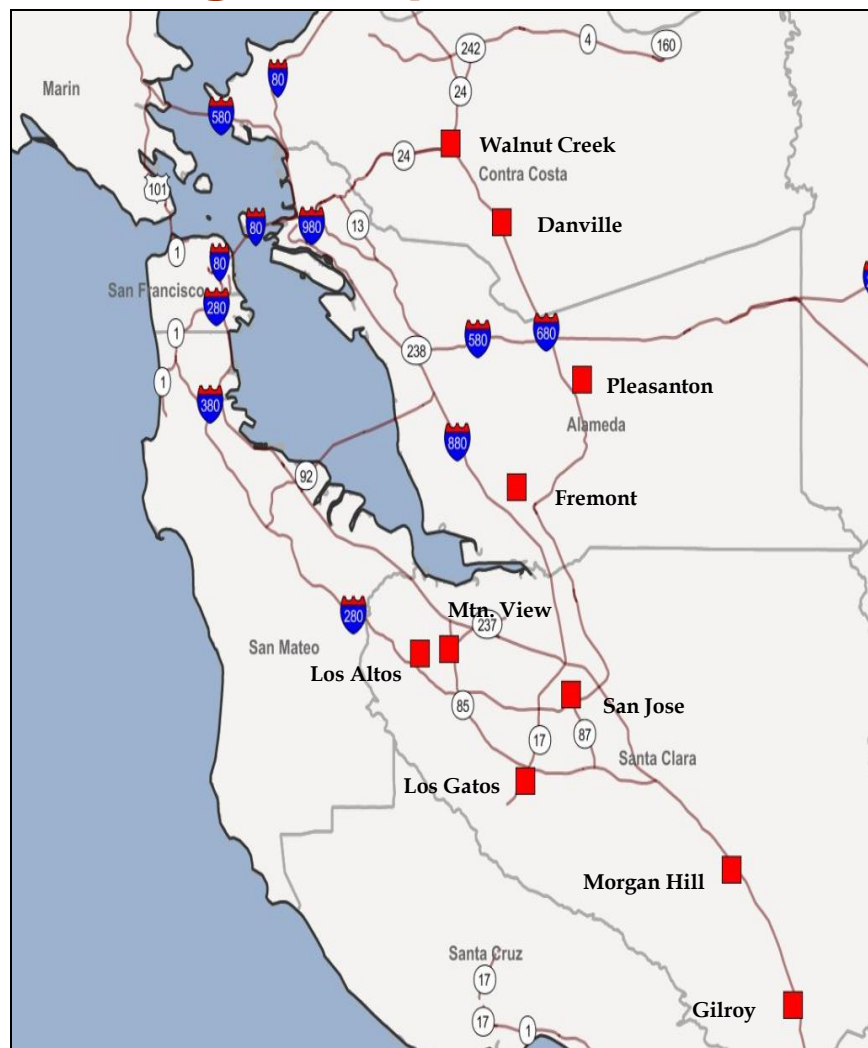 242
4
160
80
Marin
24
580
Walnut Creek
24
Contra Costa
101
80
980
13
Danville
1
80
San Francisco
280
1
580
680
238
1
380
Pleasanton
Alameda
880
92
Fremont
Mtn. View
280
237
San Mateo
Los Altos
85
San Jose
17
87
Santa Clara
Los Gatos
Morgan Hill
Santa Cruz
17
Gilroy
17
1